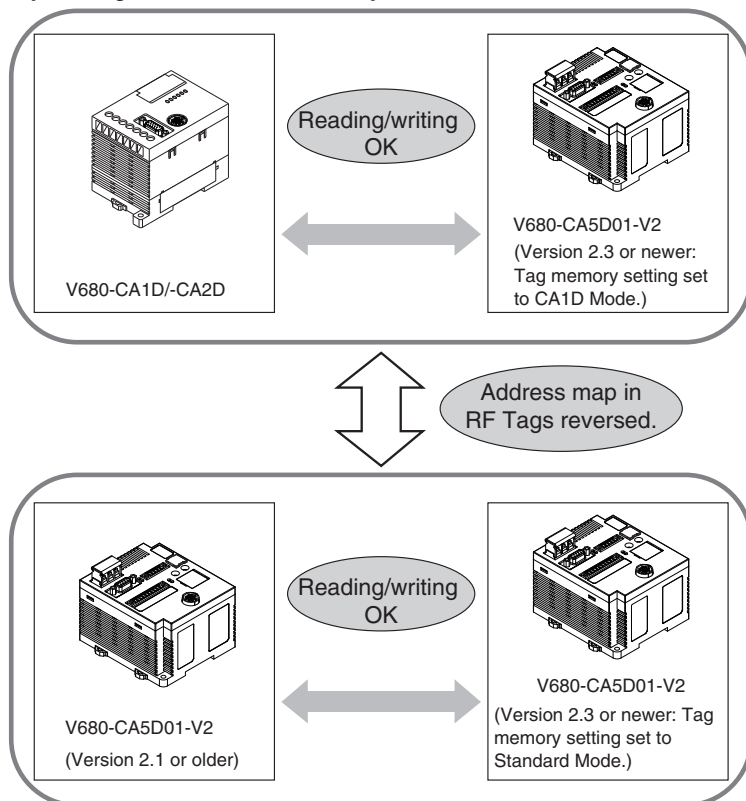 Reading/writing
OK
V680-CA1D/-CA2D
V680-CA5D01-V2
(Version 2.3 or newer:
Tag memory setting set
to CA1D Mode.)
Address map in
RF Tags reversed.
Reading/writing
OK
V680-CA5D01-V2
(Version 2.1 or older)
V680-CA5D01-V2
(Version 2.3 or newer: Tag
memory setting set to
Standard Mode.)